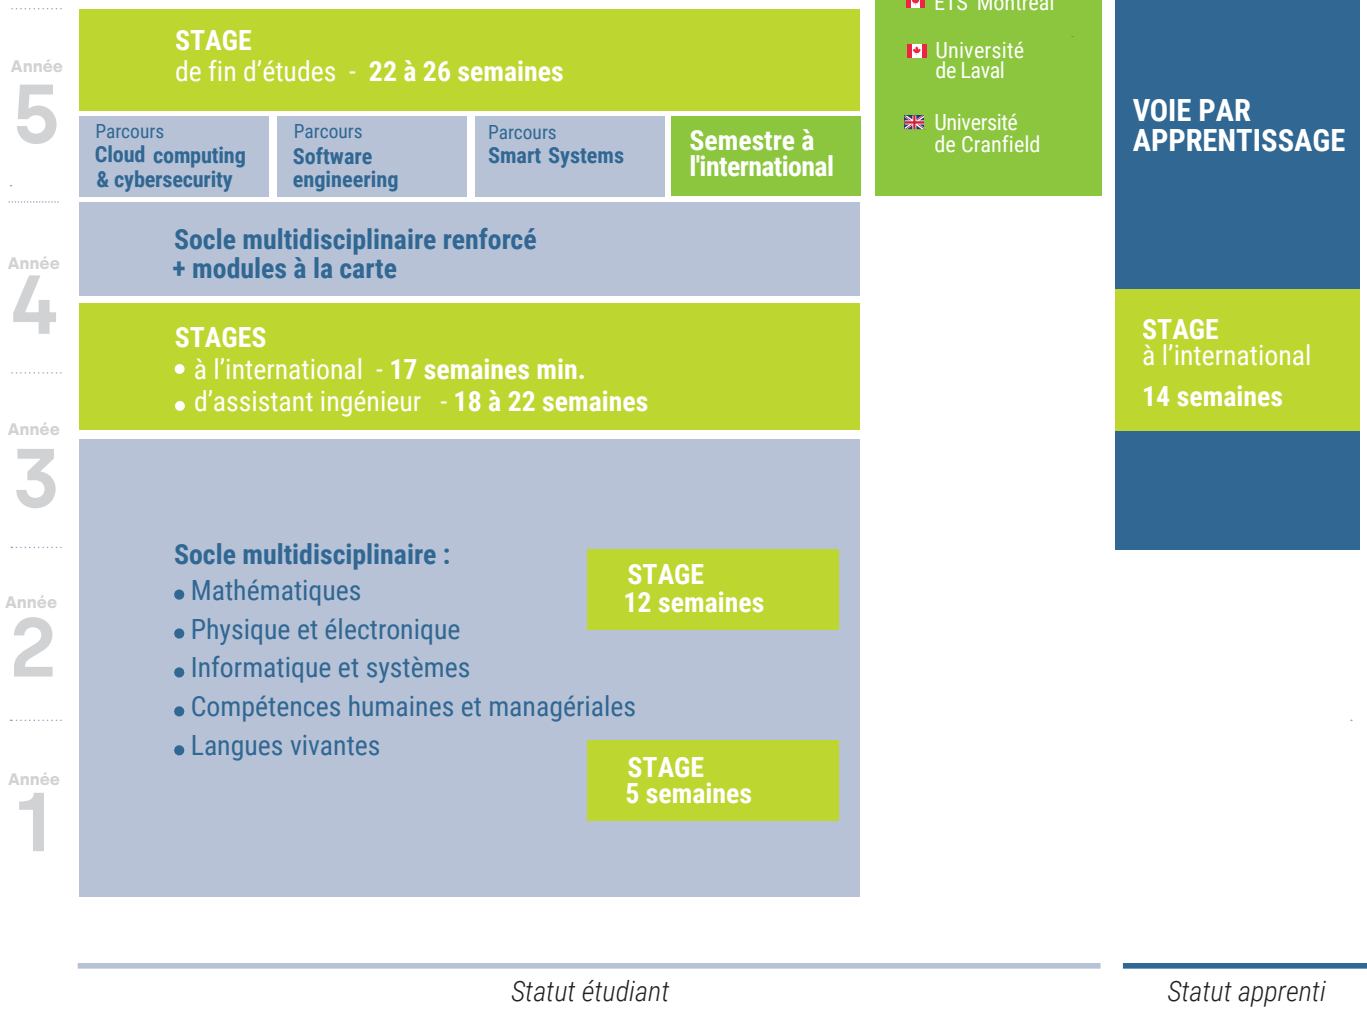 Année
5
STAGE
de fin d'études - 22 à 26 semaines
Parcours
Cloud computing
& cybersecurity
Parcours
Software
engineering
Parcours
Smart Systems
Semestre à
l'international
ETS Montréal
Université
de Laval
Université
de Cranfield
VOIE PAR
APPRENTISSAGE
Année
4
Socle multidisciplinaire renforcé
+ modules à la carte
STAGES
• à l’international - 17 semaines min.
• d’assistant ingénieur - 18 à 22 semaines
STAGE
à l’international
14 semaines
Année
3
Socle multidisciplinaire :
• Mathématiques
• Physique et électronique
• Informatique et systèmes
• Compétences humaines et managériales
• Langues vivantes
STAGE
12 semaines
Année
2
STAGE
5 semaines
Année
1
Statut étudiant
Statut apprenti